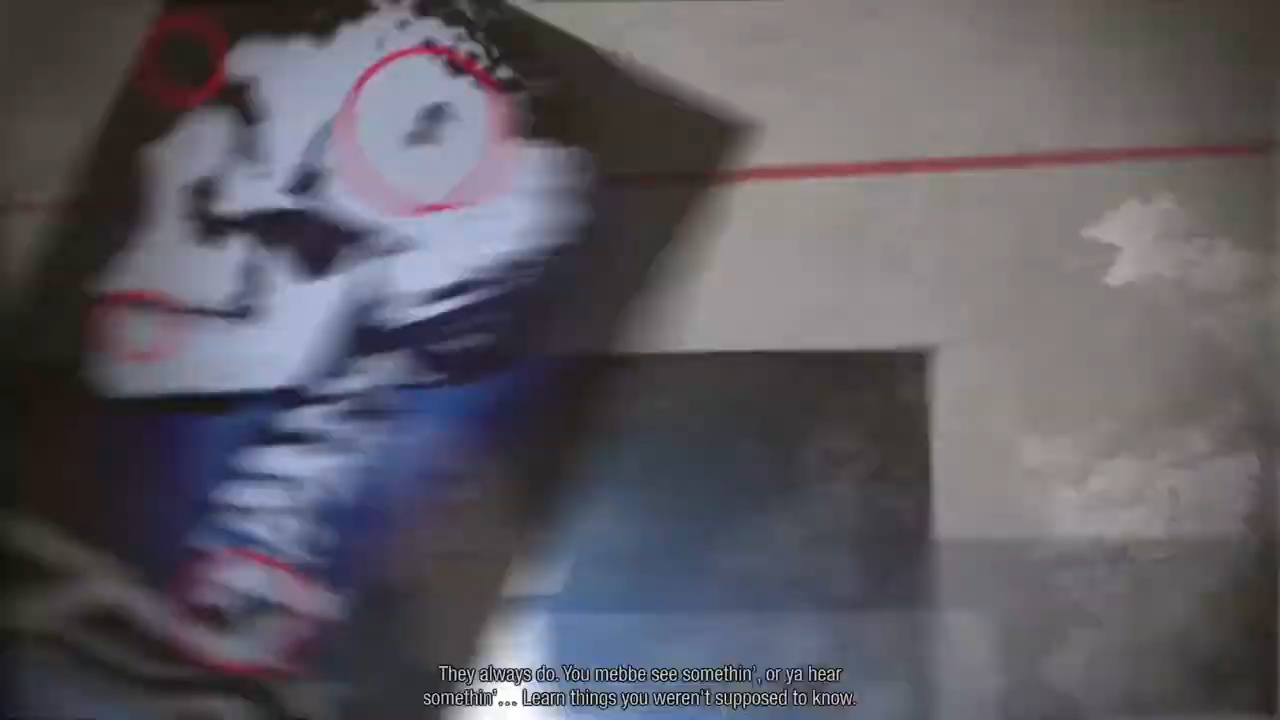 They always do. You mebbe see somethin', or ya hear
somethin'... Learn things you weren't supposed to know.